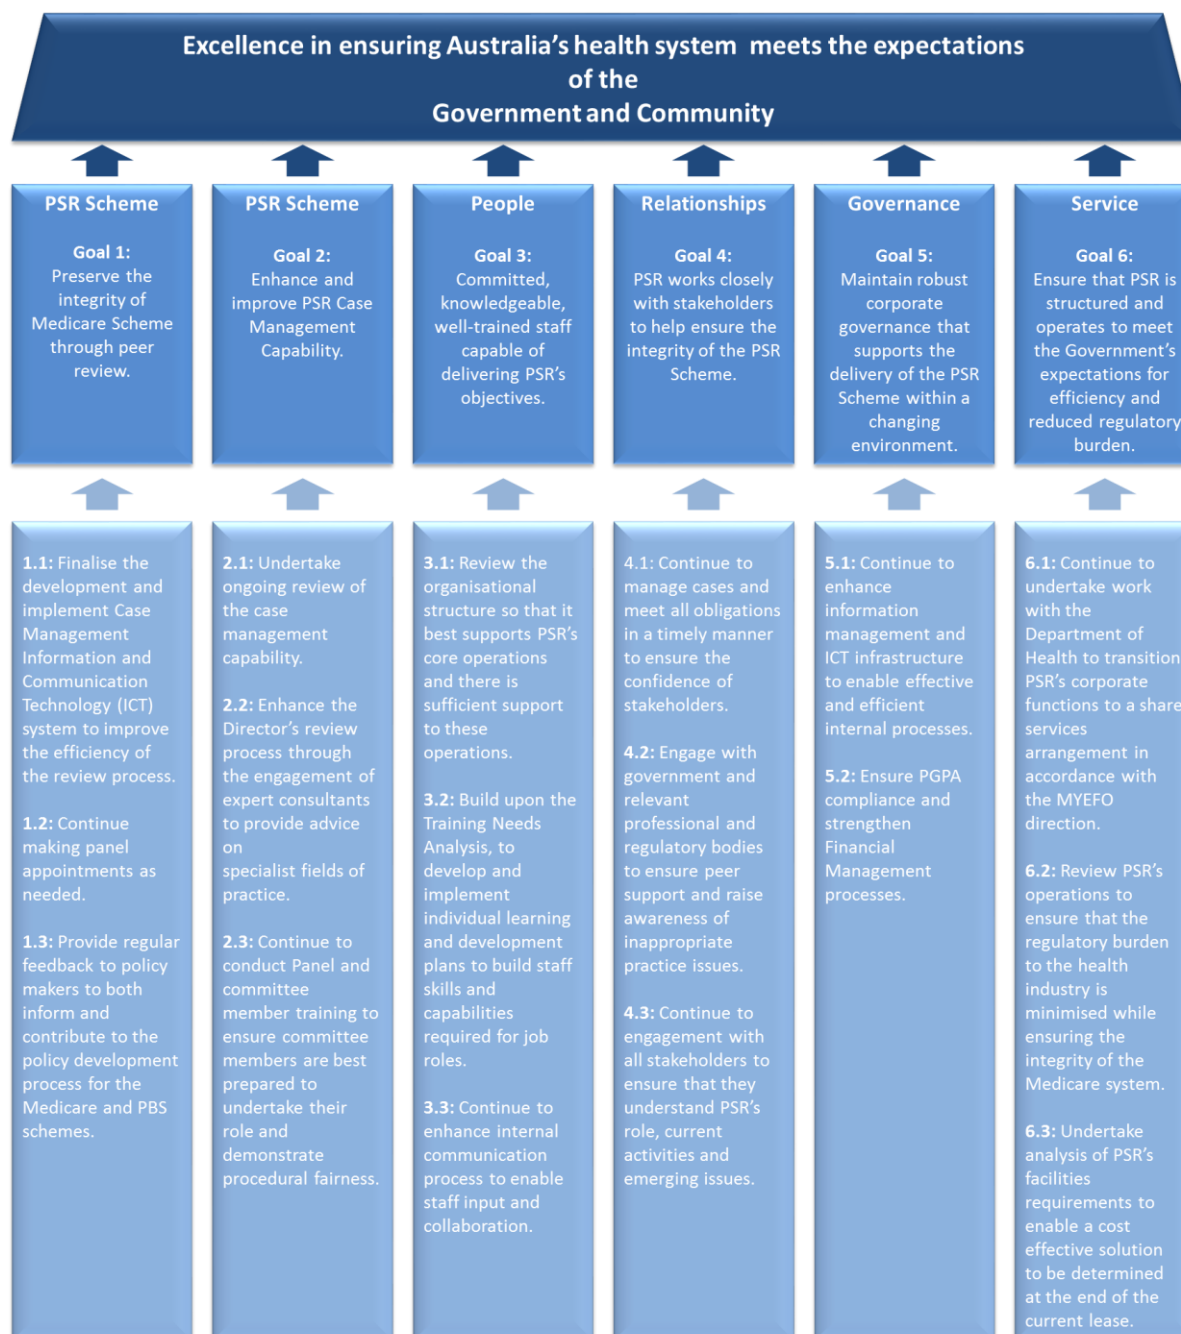 Excellence in ensuring Australia's health system meets the expectations
of the
Government and Community
PSR Scheme
Goal 1:
Preserve the
integrity of
Medicare Scheme
through peer
review.
PSR Scheme
Goal 2:
Enhance and
improve PSR Case
Management
Capability.
People
Goal 3:
Committed,
knowledgeable,
well-trained staff
capable of
delivering PSR's
objectives.
Relationships
Goal 4:
PSR works closely
with stakeholders
to help ensure the
integrity of the PSR
Scheme.
Governance
Goal 5:
Maintain robust
corporate
governance that
supports the
delivery of the PSR
Scheme within a
changing
environment.
Service
Goal 6:
Ensure that PSR is
structured and
operates to meet
the Government's
expectations for
efficiency and
reduced regulatory
burden.
1.1: Finalise the
development and
implement Case
Management
Information and
Communication
Technology (ICT)
system to improve
the efficiency of
the review process.
1.2: Continue
making panel
appointments as
needed.
1.3: Provide regular
feedback to policy
makers to both
inform and
contribute to the
policy development
process for the
Medicare and PBS
schemes.
2.1: Undertake
ongoing review of
the case
management
capability.
2.2: Enhance the
Director's review
process through
the engagement of
expert consultants
to provide advice
on
specialist fields of
practice.
2.3: Continue to
conduct Panel and
committee
member training to
ensure committee
members are best
prepared to
undertake their
role and
demonstrate
procedural fairness.
3.1: Review the
organisational
structure so that it
best supports PSR's
core operations
and there is
sufficient support
to these
operations.
3.2: Build upon the
Training Needs
Analysis, to
develop and
implement
individual learning
and development
plans to build staff
skills and
capabilities
required for job
roles.
3.3: Continue to
enhance internal
communication
process to enable
staff input and
collaboration.
4.1: Continue to
manage cases and
meet all obligations
in a timely manner
to ensure the
confidence of
stakeholders.
4.2: Engage with
government and
relevant
professional and
regulatory bodies
to ensure peer
support and raise
awareness of
inappropriate
practice issues.
4.3: Continue to
engagement with
all stakeholders to
ensure that they
understand PSR's
role, current
activities and
emerging issues.
5.1: Continue to
enhance
information
management and
ICT infrastructure
to enable effective
and efficient
internal processes.
5.2: Ensure PGPA
compliance and
strengthen
Financial
Management
processes.
6.1: Continue to
undertake work
with the
Department of
Health to transition
PSR's corporate
functions to a share
services
arrangement in
accordance with
the MYEFO
direction.
6.2: Review PSR's
operations to
ensure that the
regulatory burden
to the health
industry is
minimised while
ensuring the
integrity of the
Medicare system.
6.3: Undertake
analysis of PSR's
facilities
requirements to
enable a cost
effective solution
to be determined
at the end of the
current lease.